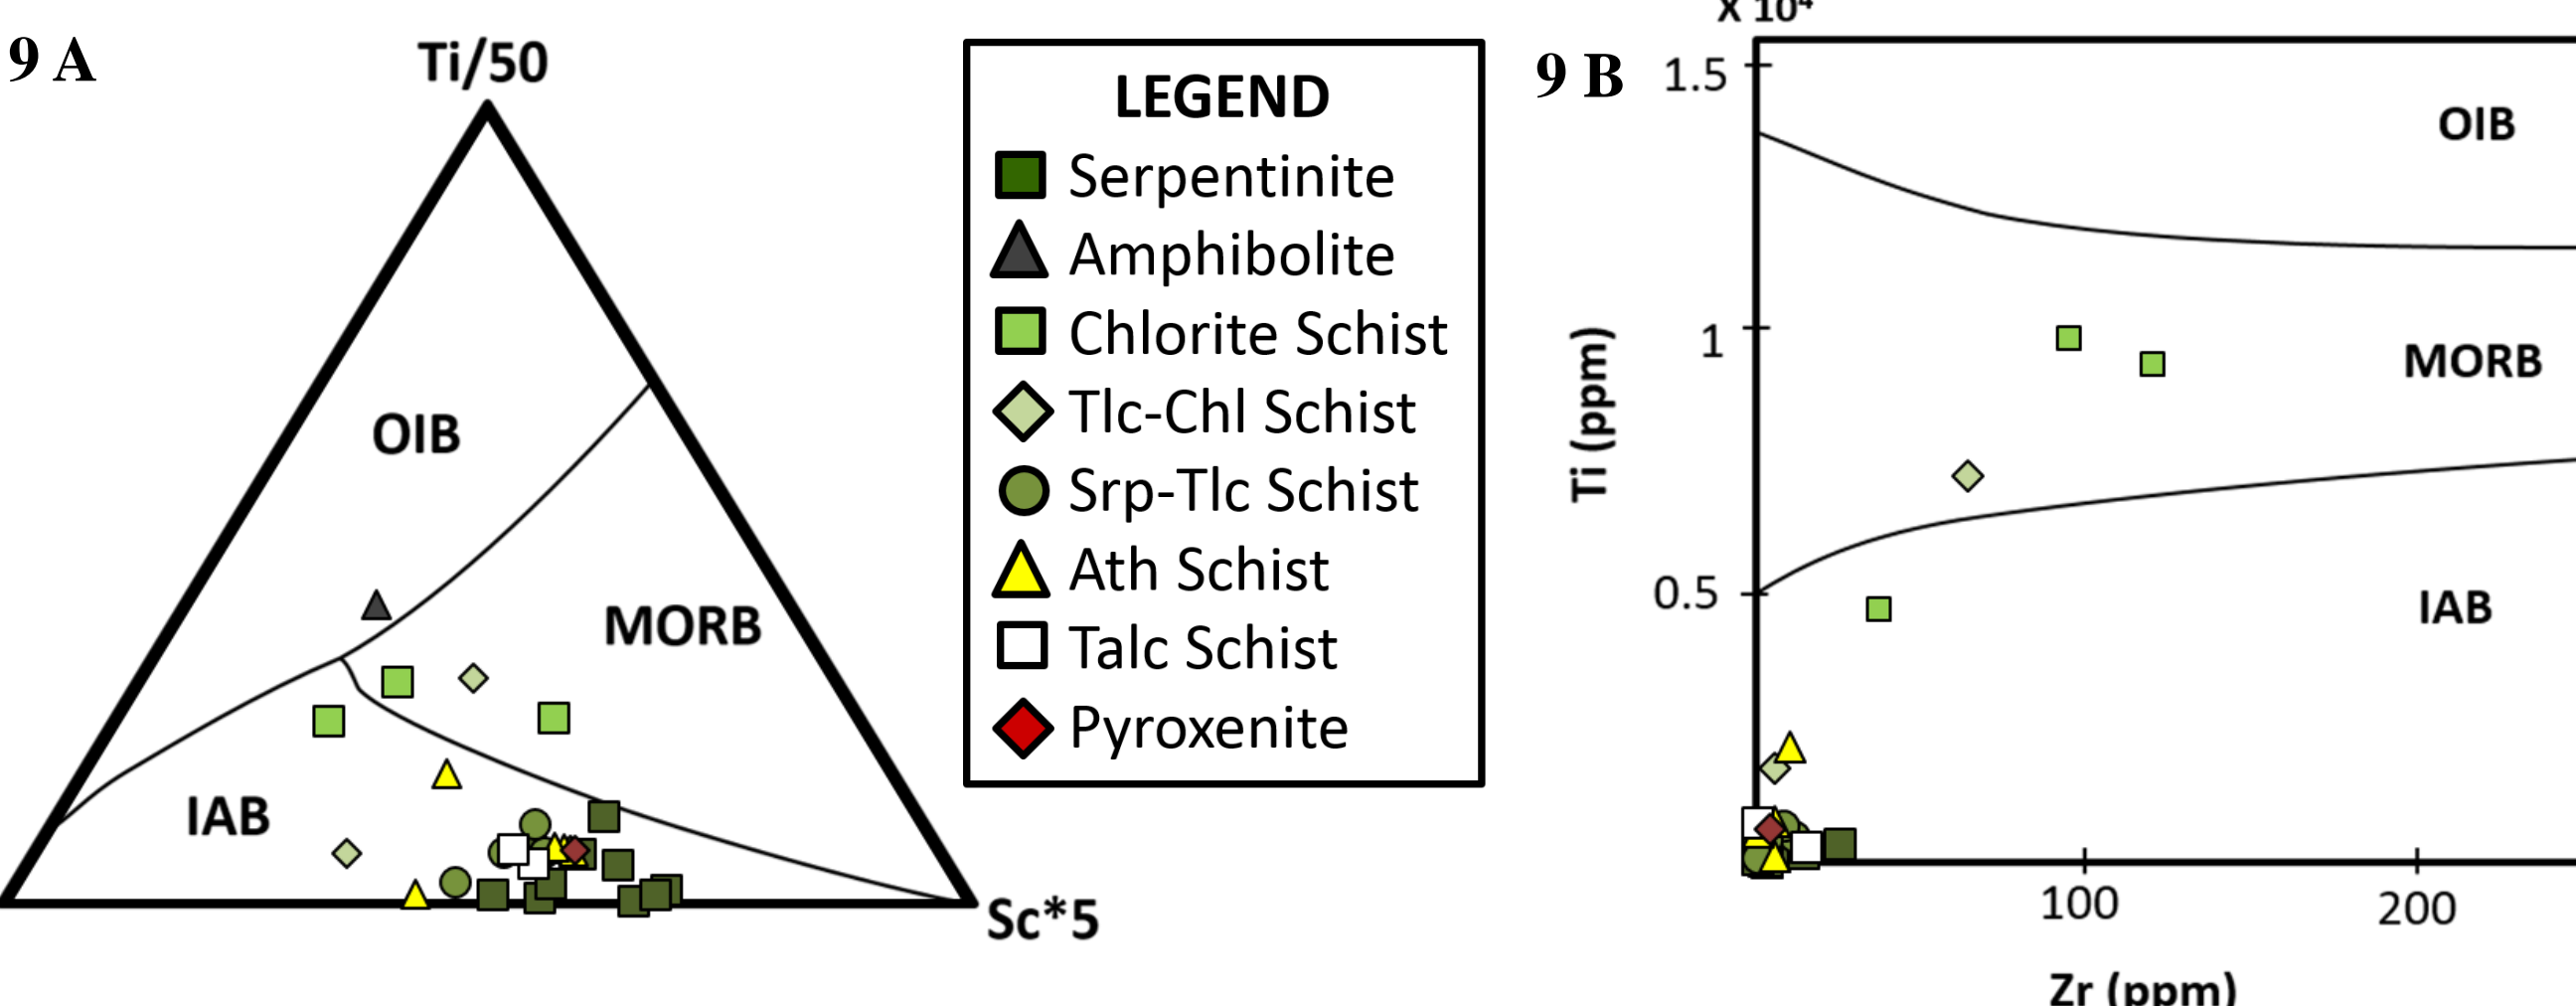 9 A
Ti/50
OIB
MORB
IAB
Sc*5
LEGEND
Serpentinite
Amphibolite
Chlorite Schist
Tlc-Chl Schist
Srp-Tlc Schist
Ath Schist
Talc Schist
Pyroxenite
9 B
X 10⁴
1.5
1
0.5
Ti (ppm)
OIB
MORB
IAB
100
200
Zr (ppm)